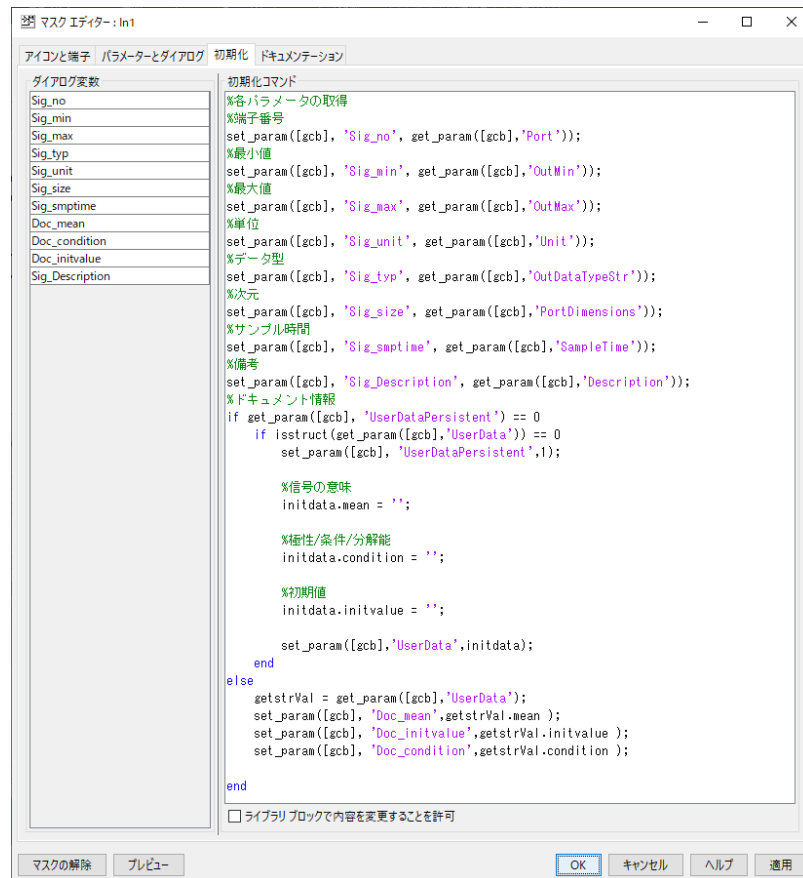 マスク エディター: In1
アイコンと端子 パラメーターとダイアログ 初期化 ドキュメンテーション
ダイアログ変数
Sig_no
Sig_min
Sig_max
Sig_typ
Sig_unit
Sig_size
Sig_smptime
Doc_mean
Doc_condition
Doc_initvalue
Sig_Description
初期化コマンド
%各パラメータの取得
%端子番号
set_param([gcb], 'Sig_no', get_param([gcb],'Port'));
%最小値
set_param([gcb], 'Sig_min', get_param([gcb],'OutMin'));
%最大値
set_param([gcb], 'Sig_max', get_param([gcb],'OutMax'));
%単位
set_param([gcb], 'Sig_unit', get_param([gcb],'Unit'));
%データ型
set_param([gcb], 'Sig_typ', get_param([gcb],'OutDataTypeStr'));
%次元
set_param([gcb], 'Sig_size', get_param([gcb],'PortDimensions'));
%サンプル時間
set_param([gcb], 'Sig_smptime', get_param([gcb],'SampleTime'));
%備考
set_param([gcb], 'Sig_Description', get_param([gcb],'Description'));
%ドキュメント情報
if get_param([gcb], 'UserDataPersistent') == 0
    if isstruct(get_param([gcb],'UserData')) == 0
        set_param([gcb], 'UserDataPersistent',1);
        %信号の意味
        initdata.mean = '';
        %極性/条件/分解能
        initdata.condition = '';
        %初期値
        initdata.initvalue = '';
        set_param([gcb],'UserData',initdata);
    end
else
    getstrVal = get_param([gcb],'UserData');
    set_param([gcb], 'Doc_mean',getstrVal.mean );
    set_param([gcb], 'Doc_initvalue',getstrVal.initvalue );
    set_param([gcb], 'Doc_condition',getstrVal.condition );
end
ライブラリ ブロックで内容を変更することを許可
マスクの解除 プレビュー OK キャンセル ヘルプ 適用